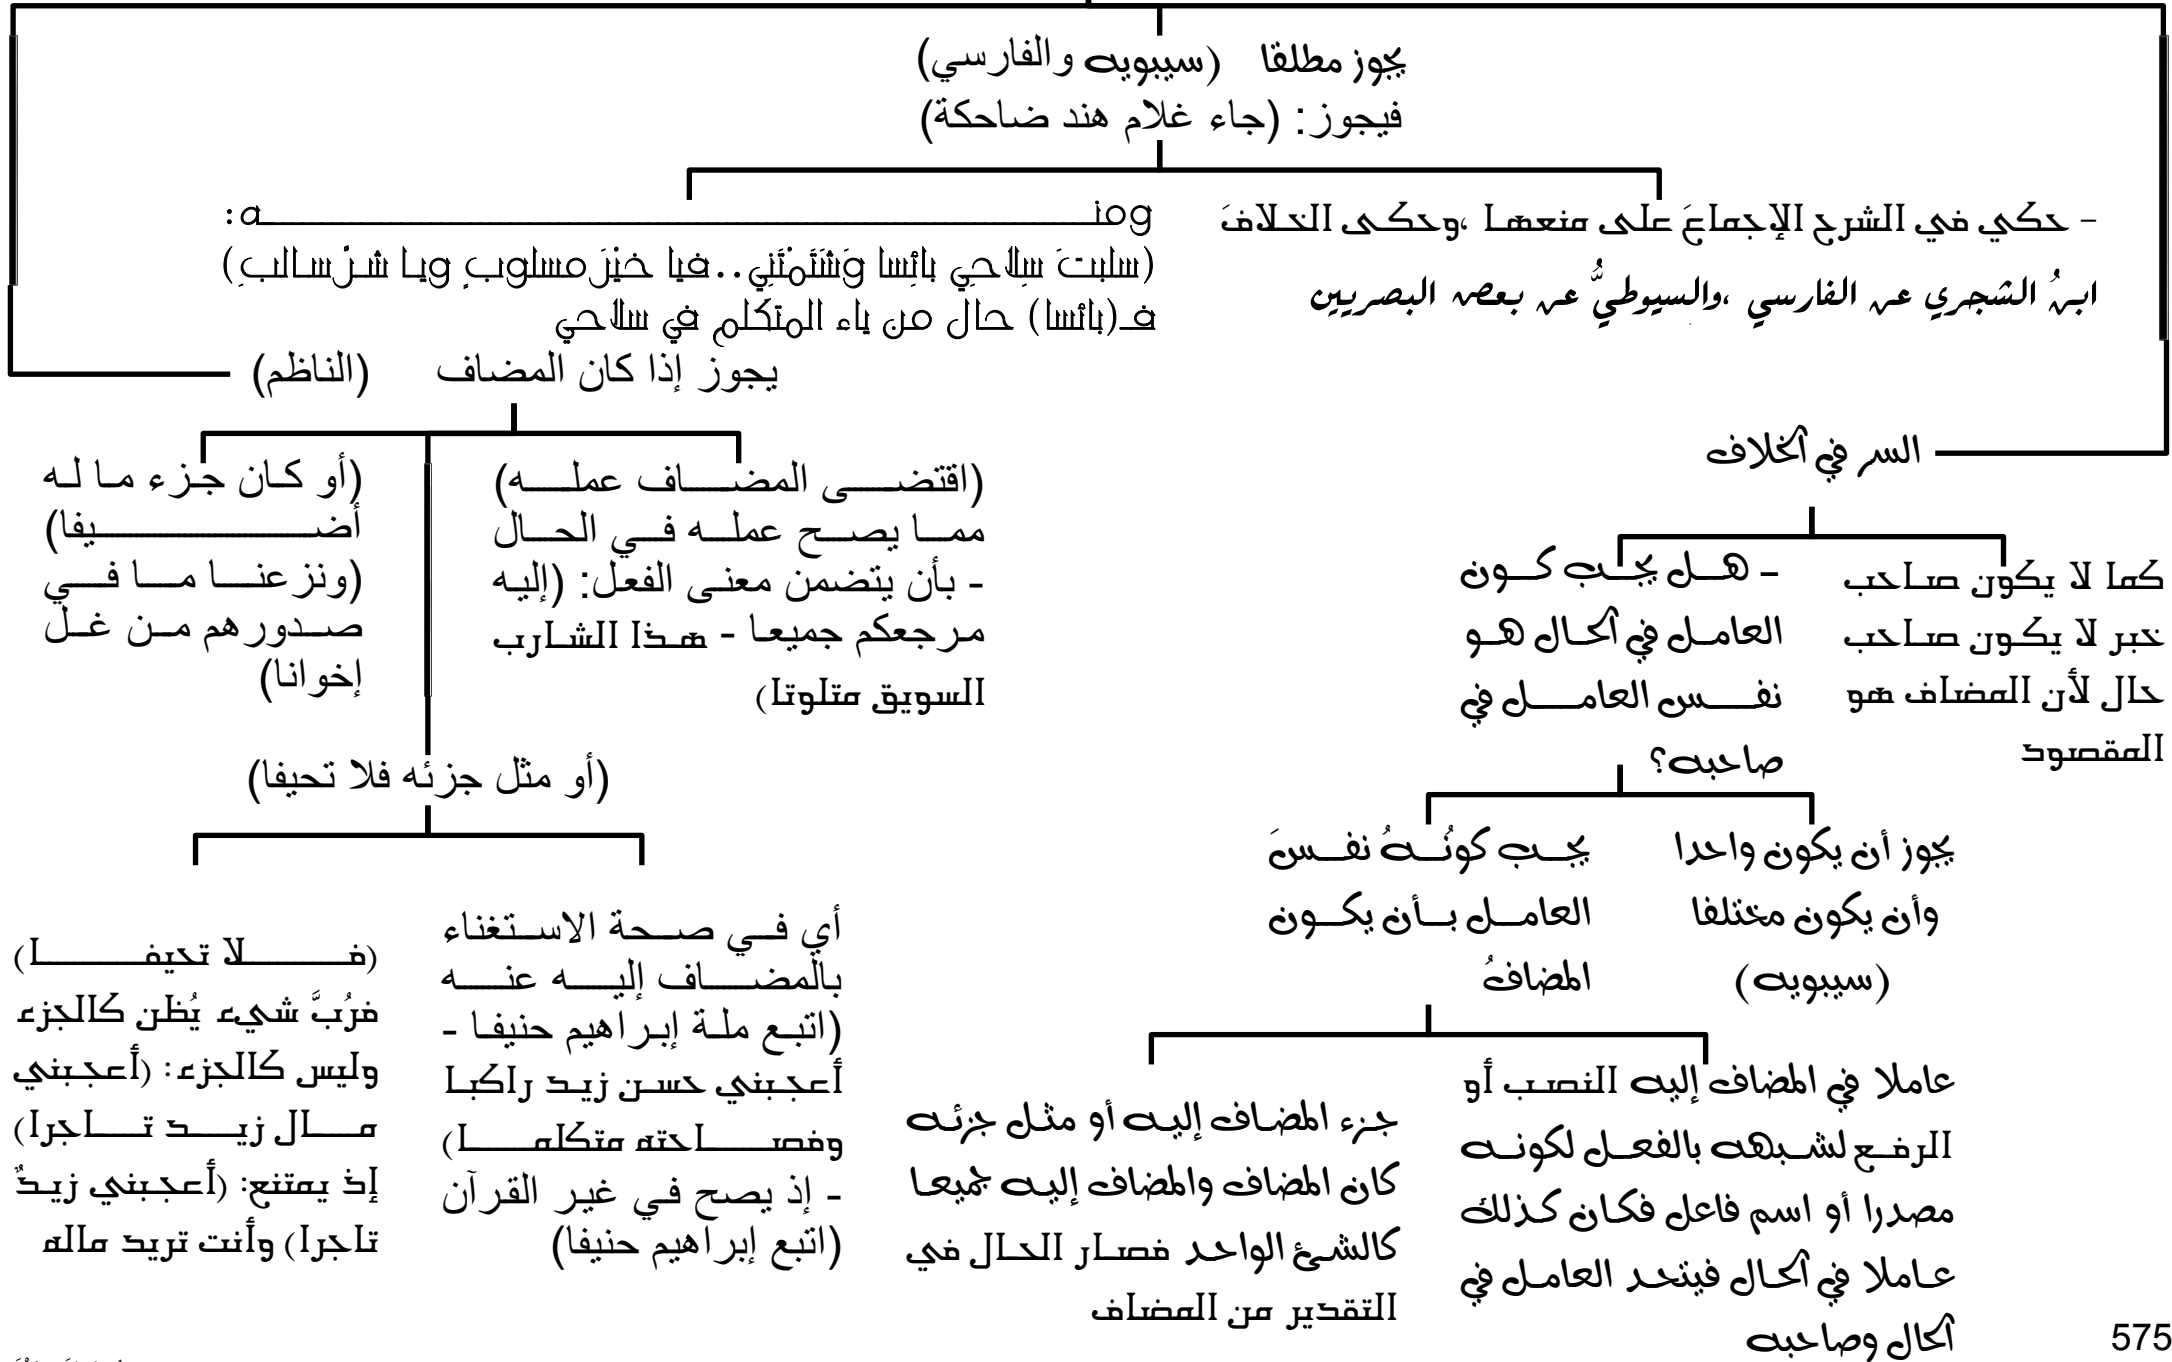 يجوز مطلقا (سيبويه والفارسي)
فيجوز: (جاء غلام هند ضاحكة)
- حكي في الشرح الإجماعَ على منعها ،وحكى الخلافَ
ابنُ الشجري عن الفارسي ،والسيوطيُّ عن بعض البصريين
ومنه:
(سلبتَ سِلاحِي بائِسا وَشَتَمْتَنِي..فيا خيْرَ مسلوبٍ ويا شرّ سالبِ)
فـ(بائسا) حال من ياء المتكلم في سلاحي
يجوز إذا كان المضاف (الناظم)
(اقتضى المضاف عمله)
مما يصح عمله في الحال
- بأن يتضمن معنى الفعل: (إليه
مرجعكم جميعا - هذا الشارب
السويق متلوتا)
(أو كان جزء ما له
أضيفا)
(ونزعنا ما في
صدورهم من غل
إخوانا)
(أو مثل جزئه فلا تحيفا)
أي في صحة الاستغناء
بالمضاف إليه عنه
(اتبع ملة إبراهيم حنيفا -
أعجبني حسن زيد راكبا
وفصاحته متكلما)
- إذ يصح في غير القرآن
(اتبع إبراهيم حنيفا)
(فلا تحيفا)
فرُبَّ شيء يُظن كالجزء
وليس كالجزء: (أعجبني
مال زيد تاجرا)
إذ يمتنع: (أعجبني زيدٌ
تاجرا) وأنت تريد ماله
السر في الخلاف
كما لا يكون صاحب
خبر لا يكون صاحب
حال لأن المضاف هو
المقصود
- هل يجب كون
العامل في الحال هو
نفس العامل في
صاحبه؟
يجوز أن يكون واحدا
وأن يكون مختلفا
(سيبويه)
يجب كونُهُ نفسَ
العامل بأن يكون
المضافُ
عاملا في المضاف إليه النصب أو
الرفع لشبهه بالفعل لكونه
مصدرا أو اسم فاعل فكان كذلك
عاملا في الحال فيتحد العامل في
الحال وصاحبه
جزء المضاف إليه أو مثل جزئه
كان المضاف والمضاف إليه جميعا
كالشئ الواحد فصار الحال في
التقدير من المضاف
575